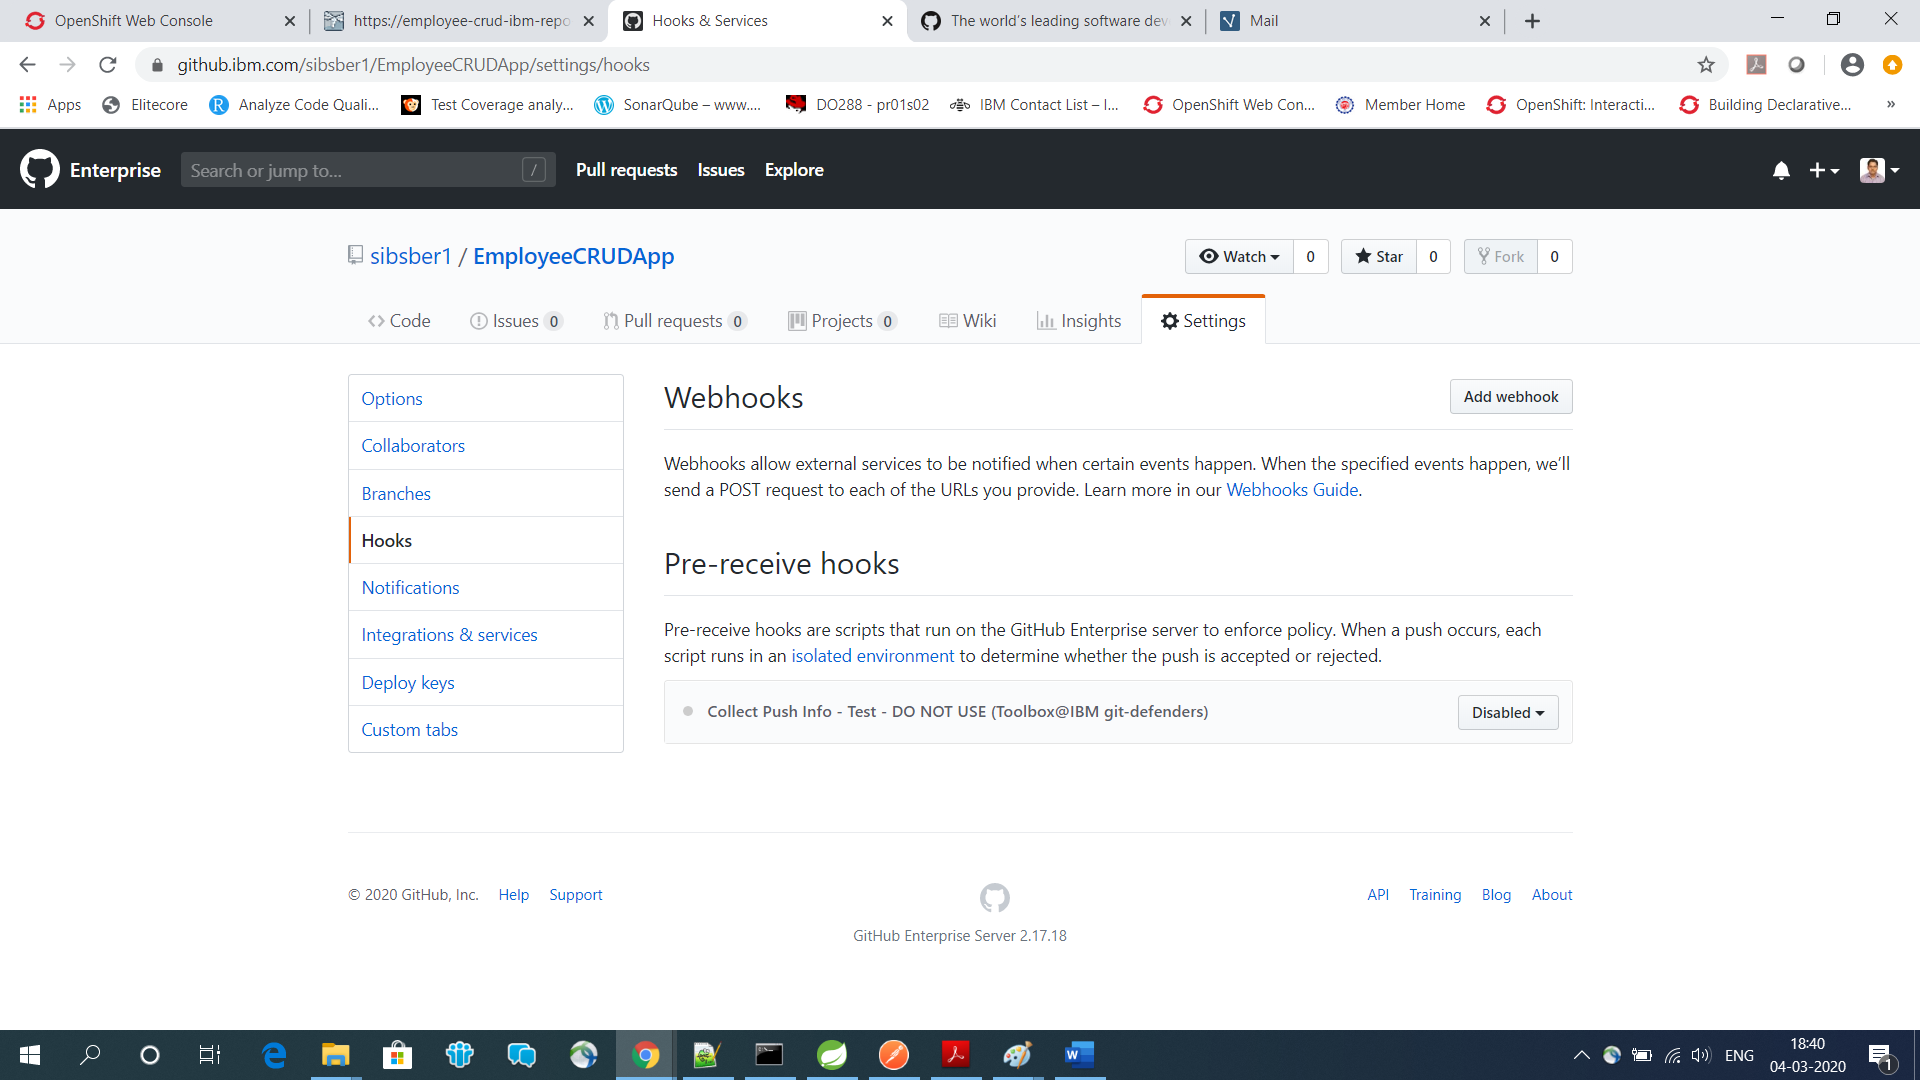 OpenShift Web Console
https://employee-crud-ibm-repo
Hooks & Services
The world's leading software dev
Mail
github.ibm.com/sibsber1/EmployeeCRUDApp/settings/hooks
Apps
Elitecore
Analyze Code Quali...
Test Coverage analy...
SonarQube – www....
DO288 - pr01s02
IBM Contact List – I...
OpenShift Web Con...
Member Home
OpenShift: Interacti...
Building Declarative...
»
Enterprise
Search or jump to...
/
Pull requests
Issues
Explore
sibsber1 / EmployeeCRUDApp
Watch 0
Star 0
Fork 0
Code
Issues 0
Pull requests 0
Projects 0
Wiki
Insights
Settings
Options
Collaborators
Branches
Hooks
Notifications
Integrations & services
Deploy keys
Custom tabs
Webhooks
Add webhook
Webhooks allow external services to be notified when certain events happen. When the specified events happen, we'll
send a POST request to each of the URLs you provide. Learn more in our Webhooks Guide.
Pre-receive hooks
Pre-receive hooks are scripts that run on the GitHub Enterprise server to enforce policy. When a push occurs, each
script runs in an isolated environment to determine whether the push is accepted or rejected.
Collect Push Info - Test - DO NOT USE (Toolbox@IBM git-defenders)
Disabled
© 2020 GitHub, Inc.
Help
Support
API
Training
Blog
About
GitHub Enterprise Server 2.17.18
ENG
18:40
04-03-2020
1